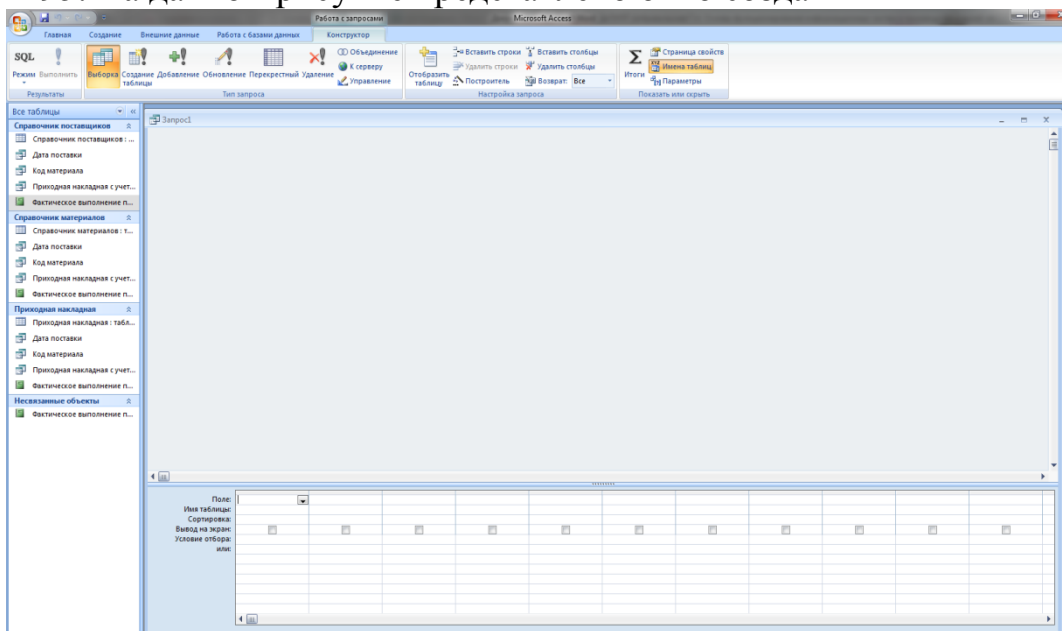 Работа с запросами
Microsoft Access
Главная Создание Внешние данные Работа с базами данных Конструктор
SQL
Режим Выполнить
Выборка Создание таблицы Добавление Обновление Перекрестный Удаление
Объединение
К серверу
Управление
Отобразить таблицу
Вставить строки
Удалить строки
Построитель
Вставить столбцы
Удалить столбцы
Возврат: Все
Итоги
Страница свойств
Имена таблиц
Параметры
Результаты Тип запроса Настройка запроса Показать или скрыть
Все таблицы
Справочник поставщиков
Справочник поставщиков : ...
Дата поставки
Код материала
Приходная накладная с учет...
Фактическое выполнение п...
Справочник материалов
Справочник материалов : т...
Дата поставки
Код материала
Приходная накладная с учет...
Фактическое выполнение п...
Приходная накладная
Приходная накладная : табл...
Дата поставки
Код материала
Приходная накладная с учет...
Фактическое выполнение п...
Несвязанные объекты
Фактическое выполнение п...
Запрос1
Поле:
Имя таблицы:
Сортировка:
Вывод на экран:
Условие отбора:
или: